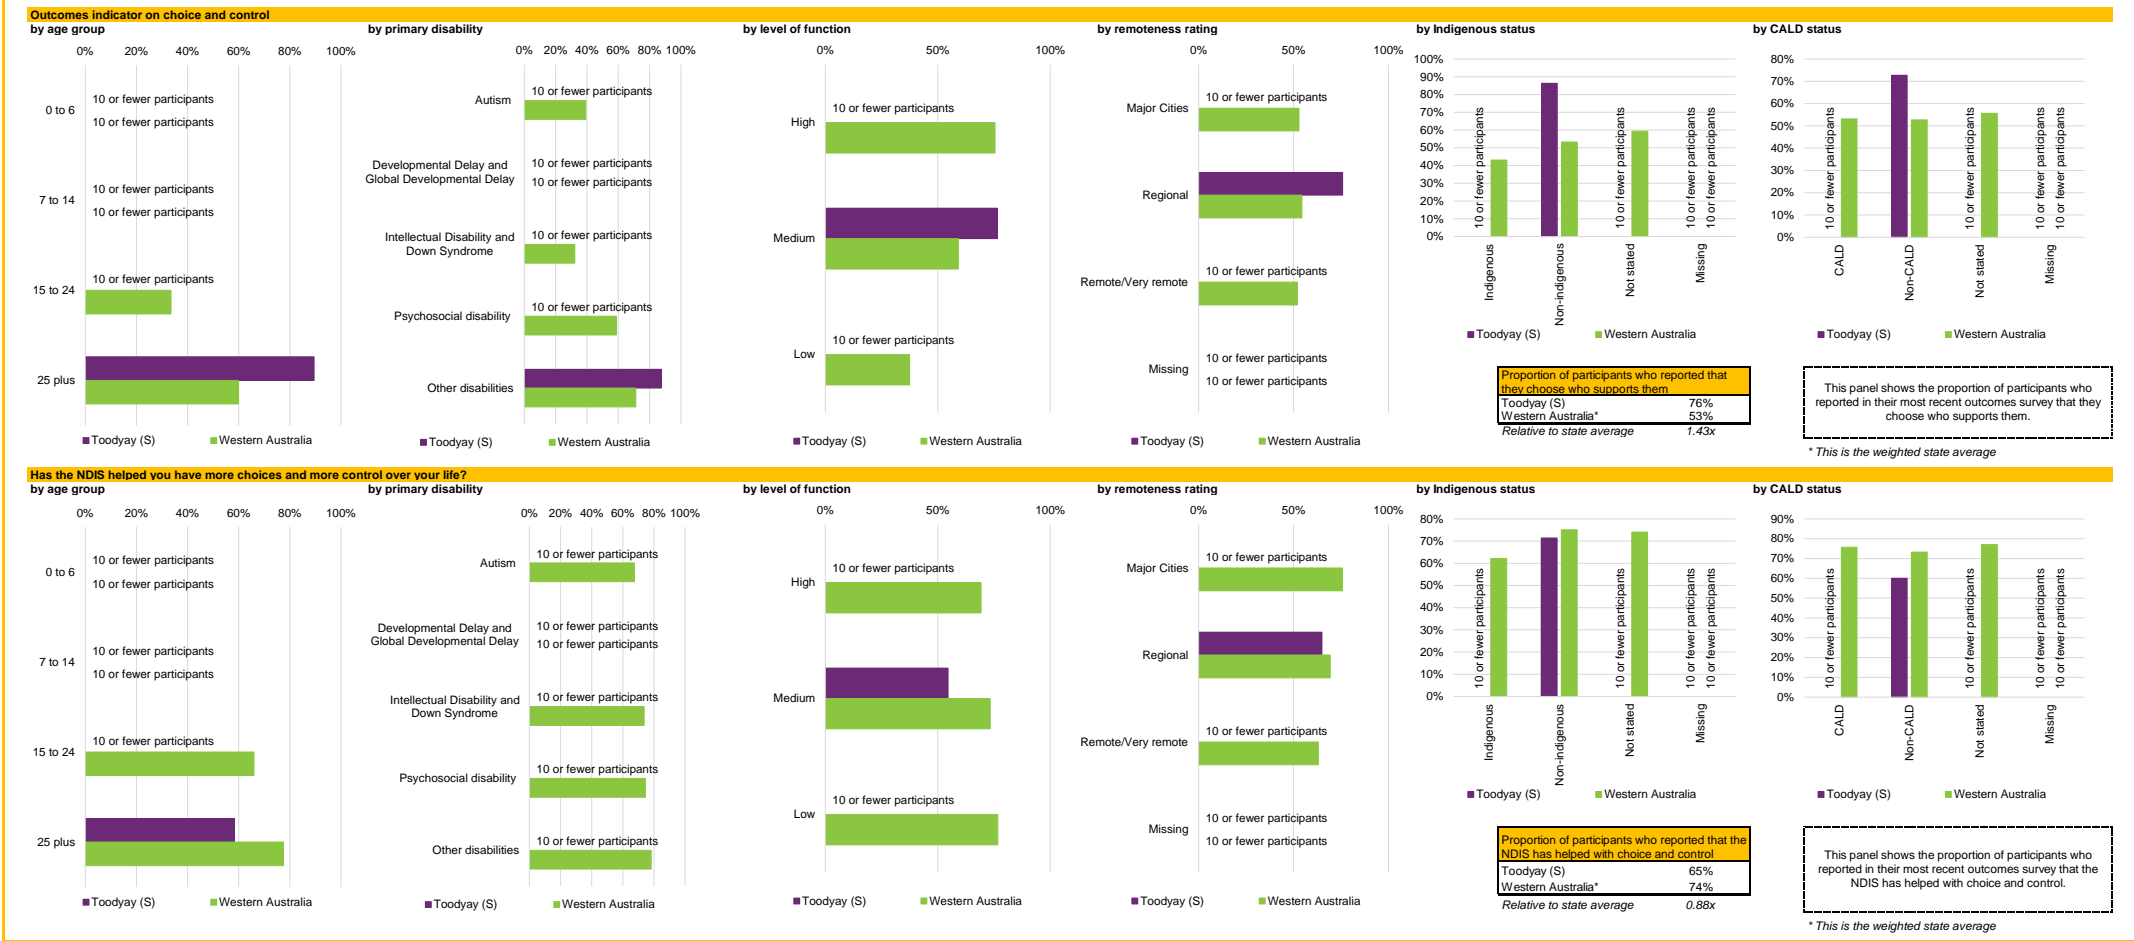 Outcomes indicator on choice and control
by age group
0% 20% 40% 60% 80% 100%
0 to 6
10 or fewer participants
10 or fewer participants
7 to 14
10 or fewer participants
10 or fewer participants
15 to 24
10 or fewer participants
25 plus
Toodyay (S) Western Australia
by primary disability
0% 20% 40% 60% 80% 100%
Autism
10 or fewer participants
Developmental Delay and
Global Developmental Delay
10 or fewer participants
10 or fewer participants
Intellectual Disability and
Down Syndrome
10 or fewer participants
Psychosocial disability
10 or fewer participants
Other disabilities
Toodyay (S) Western Australia
by level of function
0% 50% 100%
High
10 or fewer participants
Medium
Low
10 or fewer participants
Toodyay (S) Western Australia
by remoteness rating
0% 50% 100%
Major Cities
10 or fewer participants
Regional
Remote/Very remote
10 or fewer participants
Missing
10 or fewer participants
10 or fewer participants
Toodyay (S) Western Australia
by Indigenous status
100%
90%
80%
70%
60%
50%
40%
30%
20%
10%
0%
10 or fewer participants
10 or fewer participants
10 or fewer participants
10 or fewer participants
Indigenous
Non-indigenous
Not stated
Missing
Toodyay (S) Western Australia
Proportion of participants who reported that
they choose who supports them
Toodyay (S) 76%
Western Australia* 53%
Relative to state average 1.43x
by CALD status
80%
70%
60%
50%
40%
30%
20%
10%
0%
10 or fewer participants
10 or fewer participants
10 or fewer participants
10 or fewer participants
CALD
Non-CALD
Not stated
Missing
Toodyay (S) Western Australia
This panel shows the proportion of participants who
reported in their most recent outcomes survey that they
choose who supports them.
* This is the weighted state average
Has the NDIS helped you have more choices and more control over your life?
by age group
0% 20% 40% 60% 80% 100%
0 to 6
10 or fewer participants
10 or fewer participants
7 to 14
10 or fewer participants
10 or fewer participants
15 to 24
10 or fewer participants
25 plus
Toodyay (S) Western Australia
by primary disability
0% 20% 40% 60% 80% 100%
Autism
10 or fewer participants
Developmental Delay and
Global Developmental Delay
10 or fewer participants
10 or fewer participants
Intellectual Disability and
Down Syndrome
10 or fewer participants
Psychosocial disability
10 or fewer participants
Other disabilities
10 or fewer participants
Toodyay (S) Western Australia
by level of function
0% 50% 100%
High
10 or fewer participants
Medium
Low
10 or fewer participants
Toodyay (S) Western Australia
by remoteness rating
0% 50% 100%
Major Cities
10 or fewer participants
Regional
Remote/Very remote
10 or fewer participants
Missing
10 or fewer participants
10 or fewer participants
Toodyay (S) Western Australia
by Indigenous status
80%
70%
60%
50%
40%
30%
20%
10%
0%
10 or fewer participants
10 or fewer participants
10 or fewer participants
10 or fewer participants
Indigenous
Non-indigenous
Not stated
Missing
Toodyay (S) Western Australia
Proportion of participants who reported that the
NDIS has helped with choice and control
Toodyay (S) 65%
Western Australia* 74%
Relative to state average 0.88x
by CALD status
90%
80%
70%
60%
50%
40%
30%
20%
10%
0%
10 or fewer participants
10 or fewer participants
10 or fewer participants
10 or fewer participants
CALD
Non-CALD
Not stated
Missing
Toodyay (S) Western Australia
This panel shows the proportion of participants who
reported in their most recent outcomes survey that the
NDIS has helped with choice and control.
* This is the weighted state average